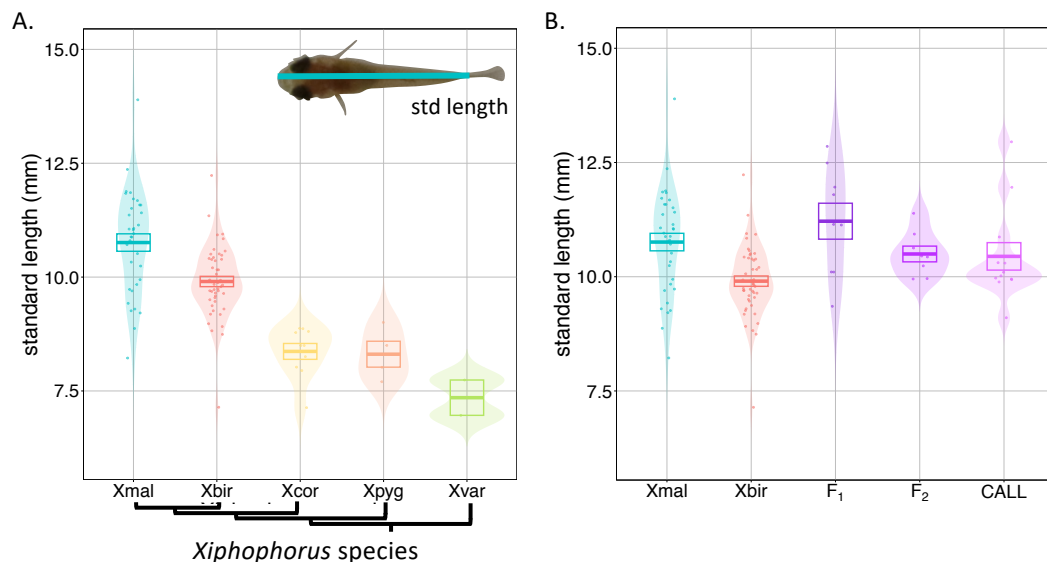 A.
15.0
12.5
10.0
7.5
standard length (mm)
std length
Xmal Xbir Xcor Xpyg Xvar
Xiphophorus species
B.
15.0
12.5
10.0
7.5
standard length (mm)
Xmal Xbir F₁ F₂ CALL